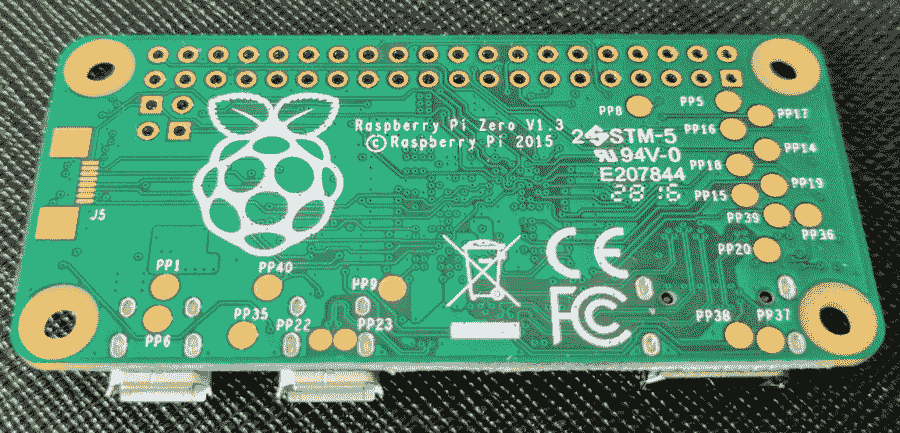 PP8
PP5
PP17
Raspberry Pi Zero V1.3
©Raspberry Pi 2015
PP16
STM-5
94V-0
PP14
E207844
PP18
28 16
PP15
PP19
J5
PP39
PP36
CE
PP20
PP1
PP40
PP9
FCC
PP35
PP22
PP23
PP38
PP37
PP6